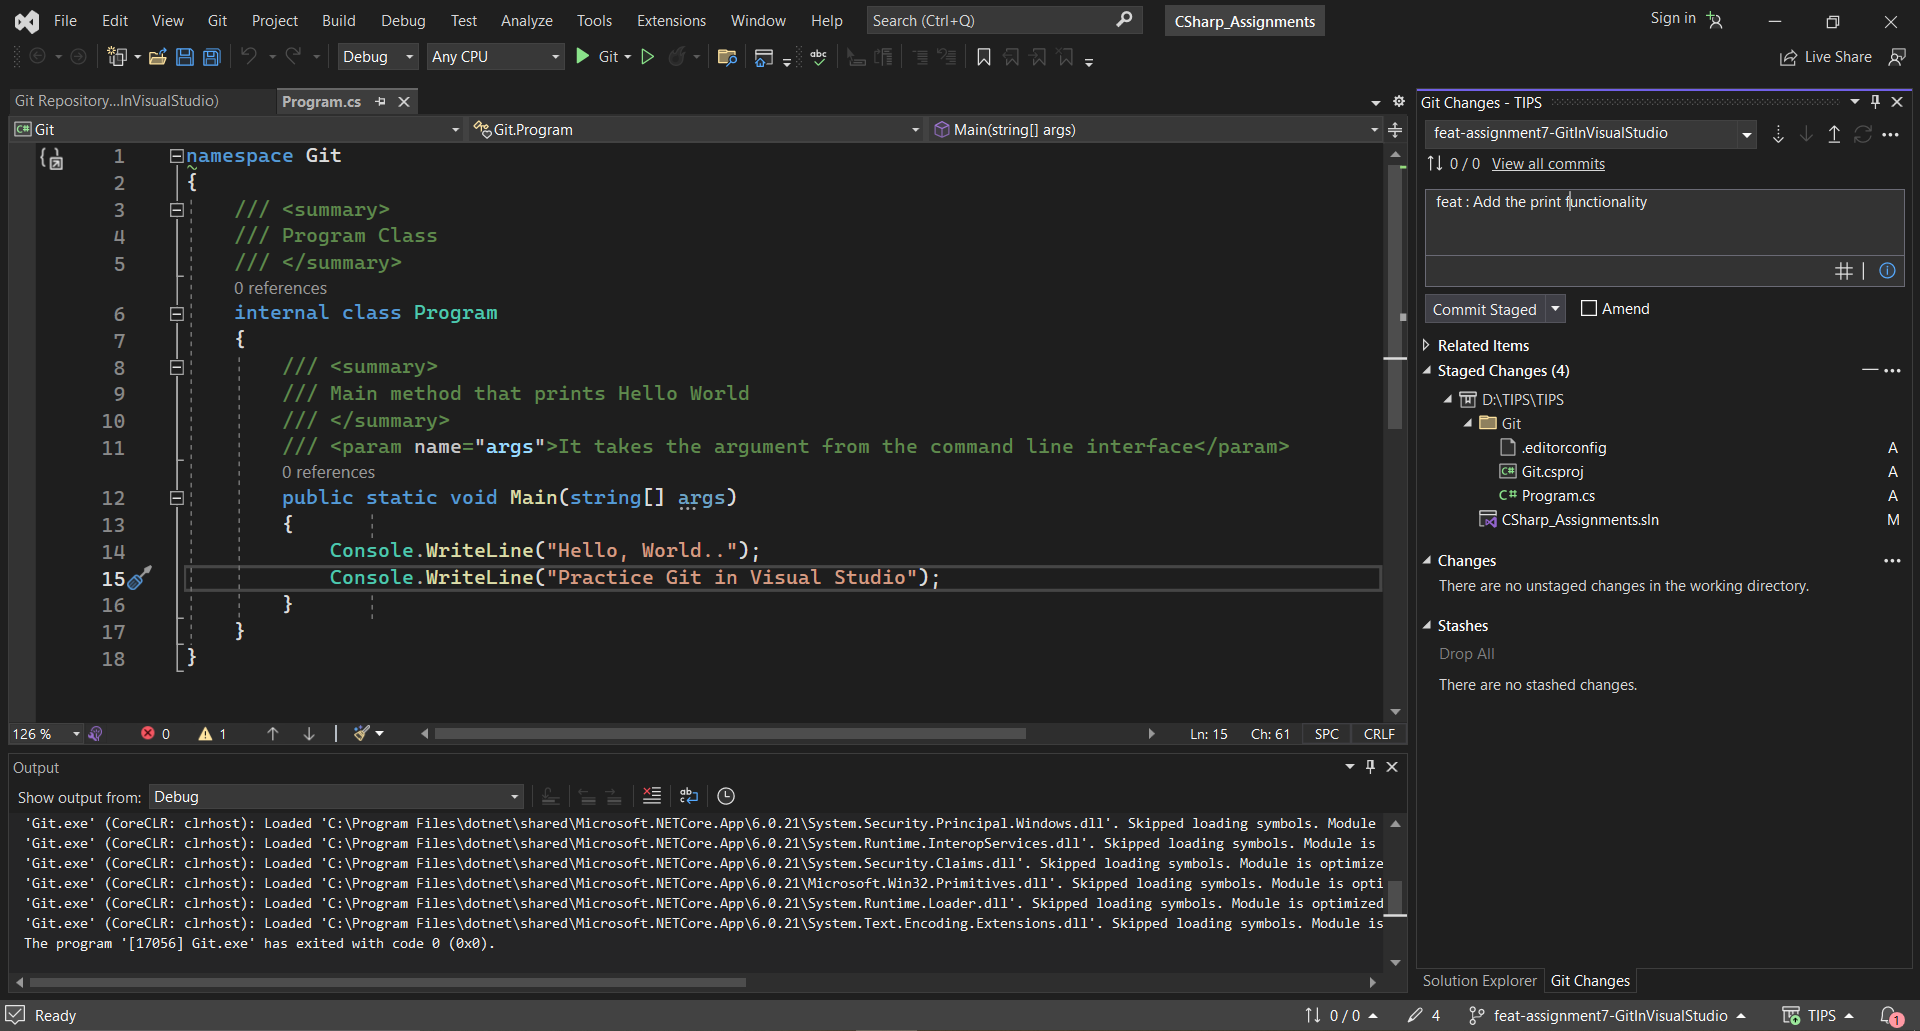 File Edit View Git Project Build Debug Test Analyze Tools Extensions Window Help Search (Ctrl+Q) CSharp_Assignments Sign in
Debug Any CPU Git Live Share
Git Repository...InVisualStudio) Program.cs
Git Git.Program Main(string[] args)
1 namespace Git
2 {
3 /// <summary>
4 /// Program Class
5 /// </summary>
0 references
6 internal class Program
7 {
8 /// <summary>
9 /// Main method that prints Hello World
10 /// </summary>
11 /// <param name="args">It takes the argument from the command line interface</param>
0 references
12 public static void Main(string[] args)
13 {
14 Console.WriteLine("Hello, World..");
15 Console.WriteLine("Practice Git in Visual Studio");
16 }
17 }
18 }
126 % 0 1 Ln: 15 Ch: 61 SPC CRLF
Output
Show output from: Debug
'Git.exe' (CoreCLR: clrhost): Loaded 'C:\Program Files\dotnet\shared\Microsoft.NETCore.App\6.0.21\System.Security.Principal.Windows.dll'. Skipped loading symbols. Module
'Git.exe' (CoreCLR: clrhost): Loaded 'C:\Program Files\dotnet\shared\Microsoft.NETCore.App\6.0.21\System.Runtime.InteropServices.dll'. Skipped loading symbols. Module is
'Git.exe' (CoreCLR: clrhost): Loaded 'C:\Program Files\dotnet\shared\Microsoft.NETCore.App\6.0.21\System.Security.Claims.dll'. Skipped loading symbols. Module is optimize
'Git.exe' (CoreCLR: clrhost): Loaded 'C:\Program Files\dotnet\shared\Microsoft.NETCore.App\6.0.21\Microsoft.Win32.Primitives.dll'. Skipped loading symbols. Module is opti
'Git.exe' (CoreCLR: clrhost): Loaded 'C:\Program Files\dotnet\shared\Microsoft.NETCore.App\6.0.21\System.Runtime.Loader.dll'. Skipped loading symbols. Module is optimized
'Git.exe' (CoreCLR: clrhost): Loaded 'C:\Program Files\dotnet\shared\Microsoft.NETCore.App\6.0.21\System.Text.Encoding.Extensions.dll'. Skipped loading symbols. Module is
The program '[17056] Git.exe' has exited with code 0 (0x0).
Git Changes - TIPS
feat-assignment7-GitInVisualStudio
0 / 0 View all commits
feat : Add the print functionality
Commit Staged Amend
Related Items
Staged Changes (4)
D:\TIPS\TIPS
Git
.editorconfig A
Git.csproj A
Program.cs A
CSharp_Assignments.sln M
Changes
There are no unstaged changes in the working directory.
Stashes
Drop All
There are no stashed changes.
Solution Explorer Git Changes
Ready 0 / 0 4 feat-assignment7-GitInVisualStudio TIPS 1